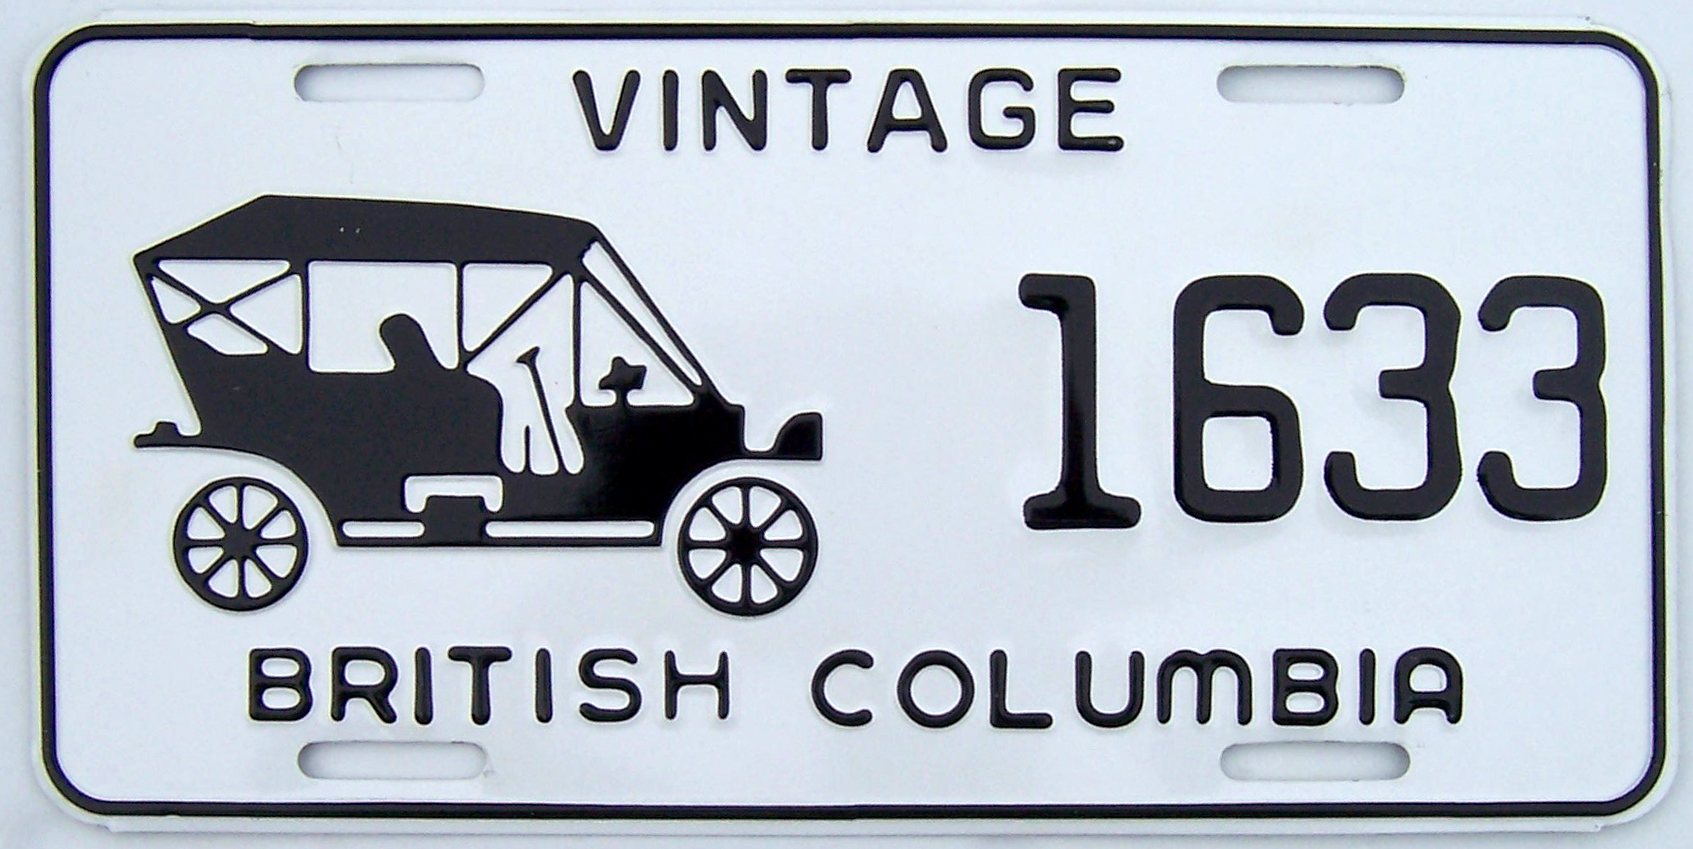 VINTAGE
1633
BRITISH COLUMBIA